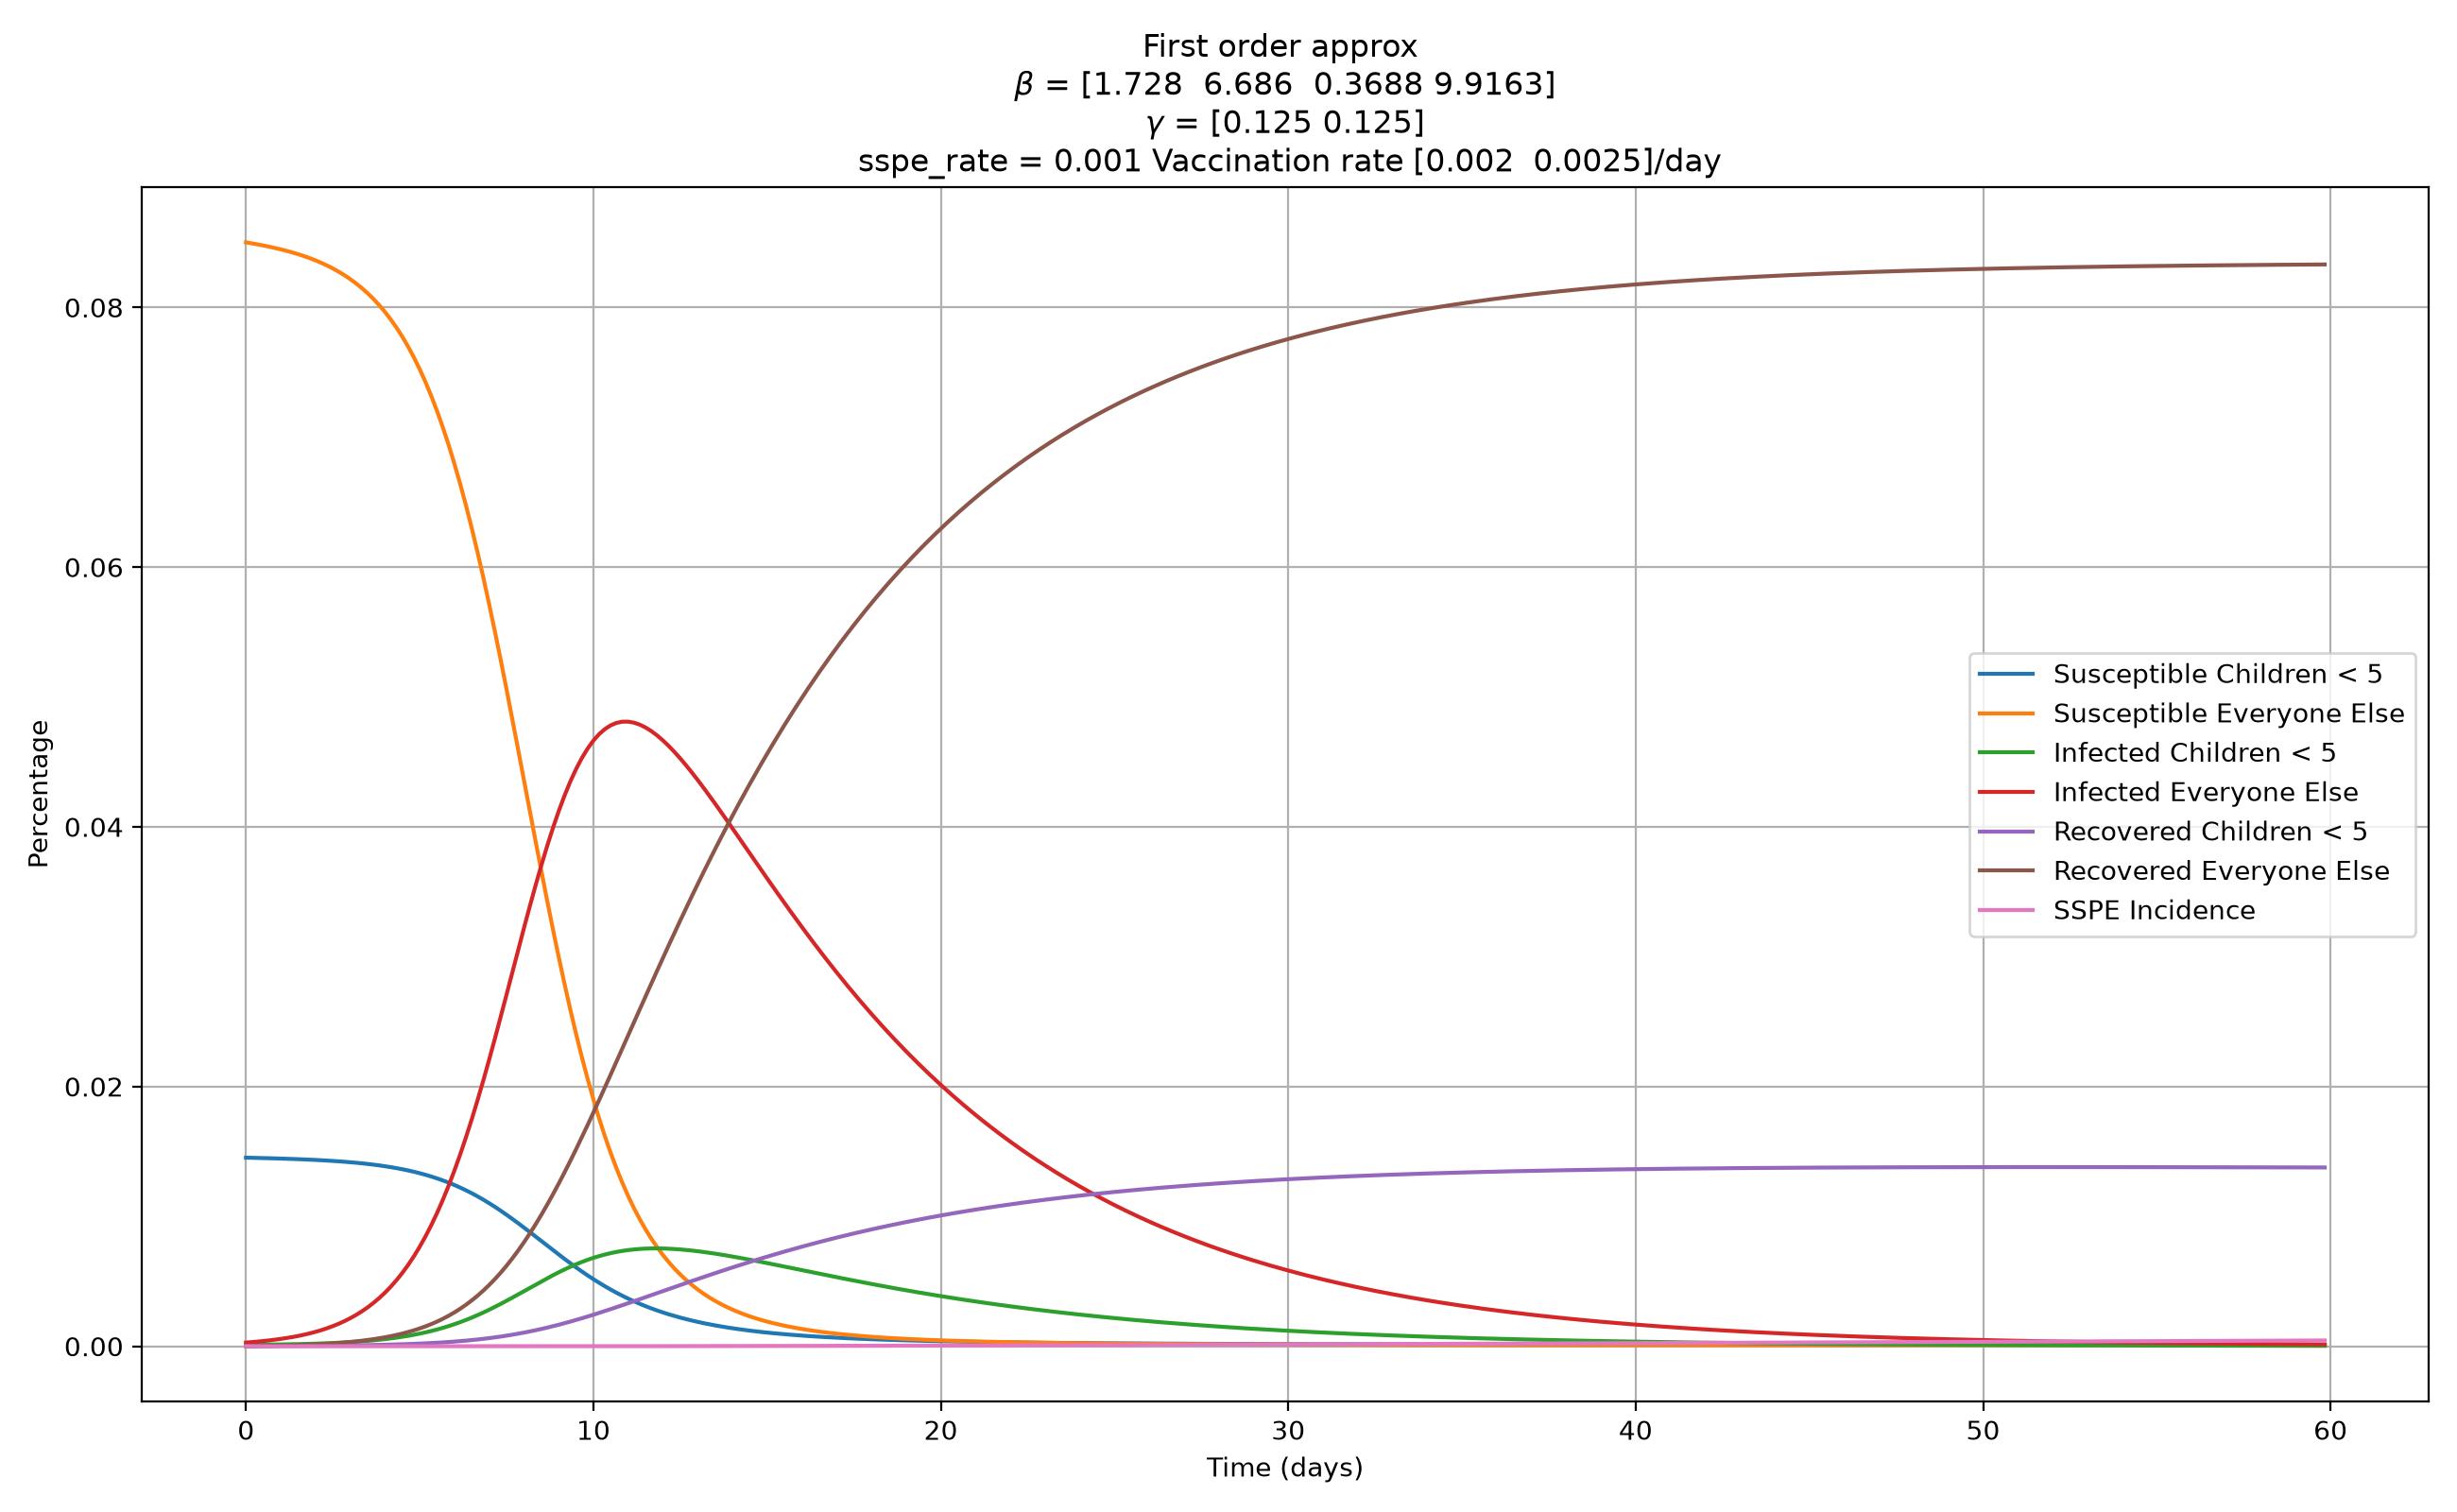 First order approx
β = [1.728  6.686  0.3688 9.9163]
γ = [0.125 0.125]
sspe_rate = 0.001 Vaccination rate [0.002  0.0025]/day
Percentage
0.08
0.06
0.04
0.02
0.00
Susceptible Children < 5
Susceptible Everyone Else
Infected Children < 5
Infected Everyone Else
Recovered Children < 5
Recovered Everyone Else
SSPE Incidence
0 10 20 30 40 50 60
Time (days)